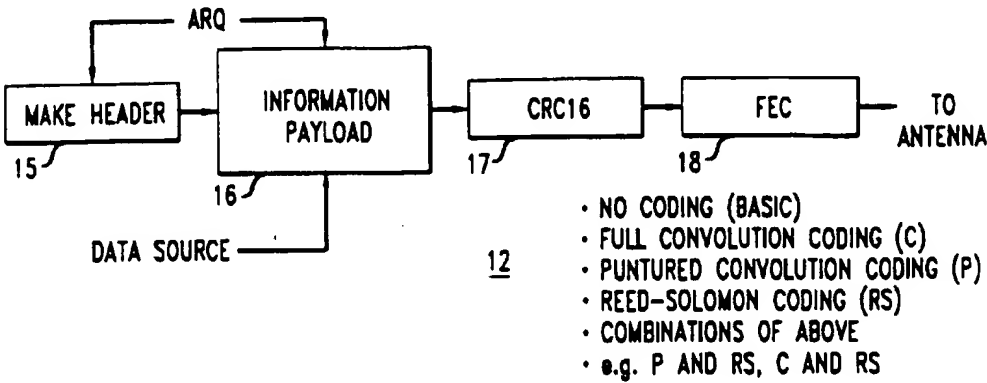 ARQ
MAKE HEADER
15
INFORMATION
PAYLOAD
16
CRC16
17
FEC
18
TO
ANTENNA
DATA SOURCE
12
· NO CODING (BASIC)
· FULL CONVOLUTION CODING (C)
· PUNTURED CONVOLUTION CODING (P)
· REED-SOLOMON CODING (RS)
· COMBINATIONS OF ABOVE
· e.g. P AND RS, C AND RS